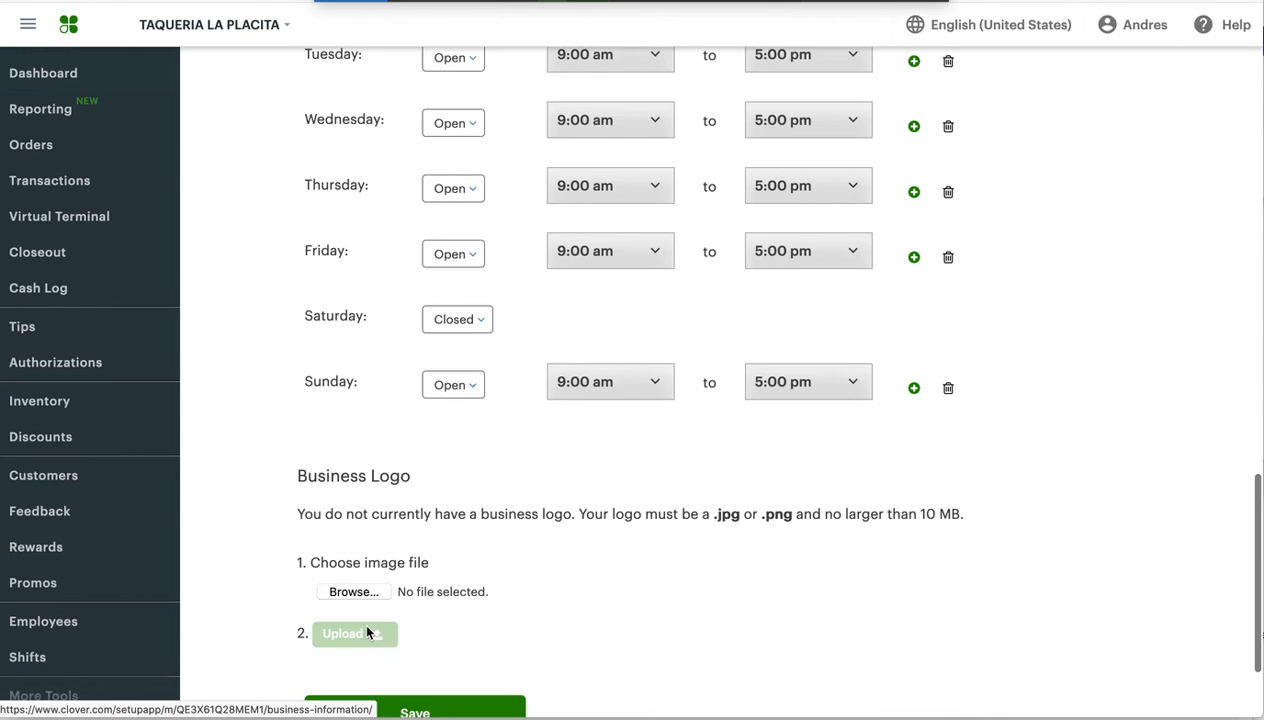 TAQUERIA LA PLACITA
English (United States)
Andres
Help
Dashboard
Reporting NEW
Orders
Transactions
Virtual Terminal
Closeout
Cash Log
Tips
Authorizations
Inventory
Discounts
Customers
Feedback
Rewards
Promos
Employees
Shifts
More Tools
Tuesday: Open 9:00 am to 5:00 pm
Wednesday: Open 9:00 am to 5:00 pm
Thursday: Open 9:00 am to 5:00 pm
Friday: Open 9:00 am to 5:00 pm
Saturday: Closed
Sunday: Open 9:00 am to 5:00 pm
Business Logo
You do not currently have a business logo. Your logo must be a .jpg or .png and no larger than 10 MB.
1. Choose image file
Browse... No file selected.
2. Upload
Save
https://www.clover.com/setupapp/m/QE3X61Q28MEM1/business-information/